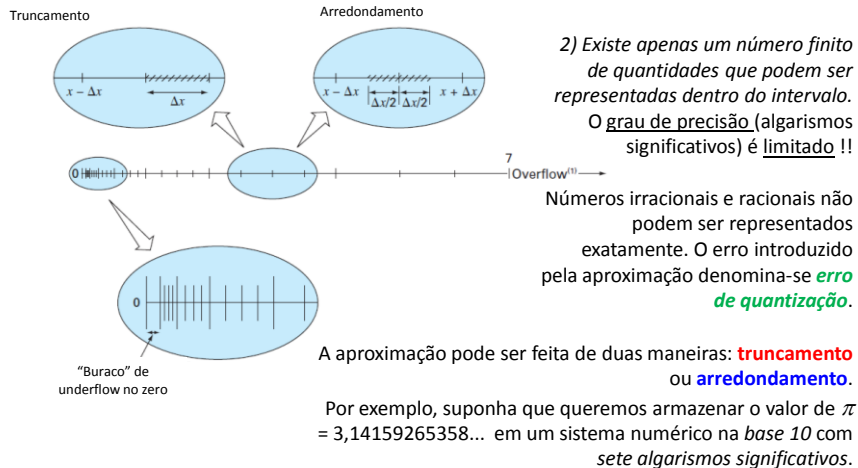 Truncamento
Arredondamento
x − Δx
Δx
x − Δx
x + Δx
Δx/2
Δx/2
2) Existe apenas um número finito
de quantidades que podem ser
representadas dentro do intervalo.
O grau de precisão (algarismos
significativos) é limitado !!
0
7
Overflow⁽¹⁾
Números irracionais e racionais não
podem ser representados
exatamente. O erro introduzido
pela aproximação denomina-se erro
de quantização.
0
"Buraco" de
underflow no zero
A aproximação pode ser feita de duas maneiras: truncamento
ou arredondamento.
Por exemplo, suponha que queremos armazenar o valor de π
= 3,14159265358... em um sistema numérico na base 10 com
sete algarismos significativos.